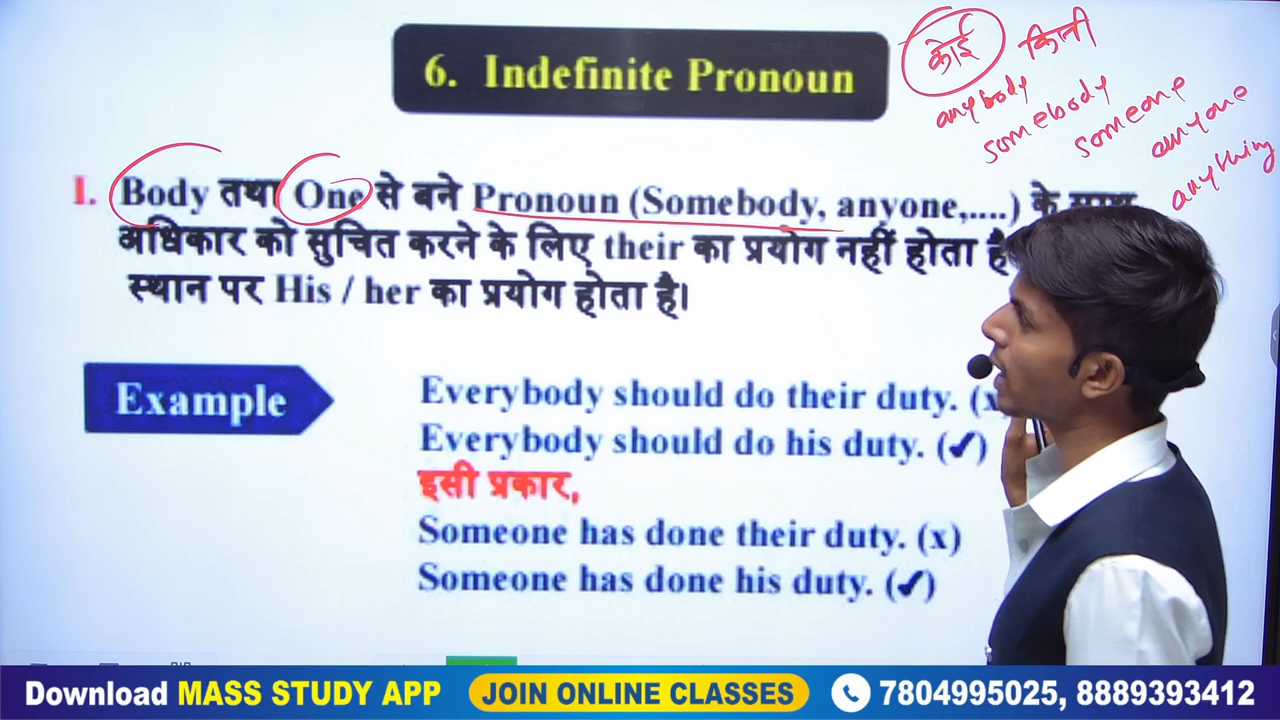 6. Indefinite Pronoun
कोई किसी
anybody
somebody
someone
anyone
anything
I. Body तथा One से बने Pronoun (Somebody, anyone,....) के साथ
अधिकार को सुचित करने के लिए their का प्रयोग नहीं होता है
स्थान पर His / her का प्रयोग होता है।
Example
Everybody should do their duty. (x
Everybody should do his duty. (✓)
इसी प्रकार,
Someone has done their duty. (x)
Someone has done his duty. (✓)
Download MASS STUDY APP JOIN ONLINE CLASSES 7804995025, 8889393412